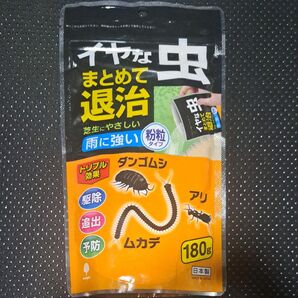 イヤな虫
まとめて
退治
芝生にやさしい
雨に強い
粉粒
タイプ
トリプル
効果
駆除
追出
予防
ダンゴムシ
アリ
ムカデ
180g
日本製